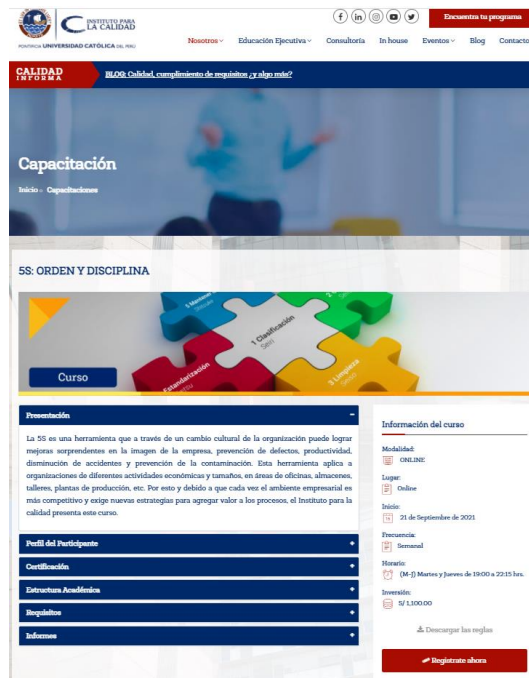 INSTITUTO PARA
LA CALIDAD
PONTIFICIA UNIVERSIDAD CATÓLICA DEL PERÚ
Encuentra tu programa
Nosotros
Educación Ejecutiva
Consultoría
In house
Eventos
Blog
Contacto
CALIDAD
INFORMA
BLOG: Calidad, cumplimiento de requisitos ¿y algo más?
Capacitación
Inicio » Capacitaciones
5S: ORDEN Y DISCIPLINA
1 Clasificación
Seiri
3 Limpieza
Seiso
Estandarización
Curso
Presentación -
La 5S es una herramienta que a través de un cambio cultural de la organización puede lograr
mejoras sorprendentes en la imagen de la empresa, prevención de defectos, productividad,
disminución de accidentes y prevención de la contaminación. Esta herramienta aplica a
organizaciones de diferentes actividades económicas y tamaños, en áreas de oficinas, almacenes,
talleres, plantas de producción, etc. Por esto y debido a que cada vez el ambiente empresarial es
más competitivo y exige nuevas estrategias para agregar valor a los procesos, el Instituto para la
calidad presenta este curso.
Perfil del Participante +
Certificación +
Estructura Académica +
Requisitos +
Informes +
Información del curso
Modalidad:
ONLINE
Lugar:
Online
Inicio:
21 de Septiembre de 2021
Frecuencia:
Semanal
Horario:
(M-J) Martes y Jueves de 19:00 a 22:15 hrs.
Inversión:
S/ 1,100.00
Descargar las reglas
Regístrate ahora